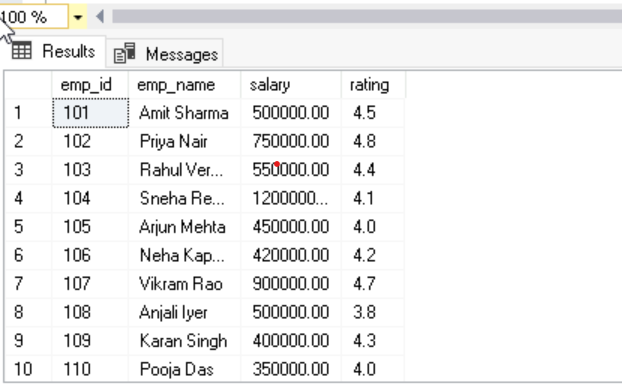 100 %
Results Messages
emp_id emp_name salary rating
1 101 Amit Sharma 500000.00 4.5
2 102 Priya Nair 750000.00 4.8
3 103 Rahul Ver... 550000.00 4.4
4 104 Sneha Re... 1200000... 4.1
5 105 Arjun Mehta 450000.00 4.0
6 106 Neha Kap... 420000.00 4.2
7 107 Vikram Rao 900000.00 4.7
8 108 Anjali Iyer 500000.00 3.8
9 109 Karan Singh 400000.00 4.3
10 110 Pooja Das 350000.00 4.0